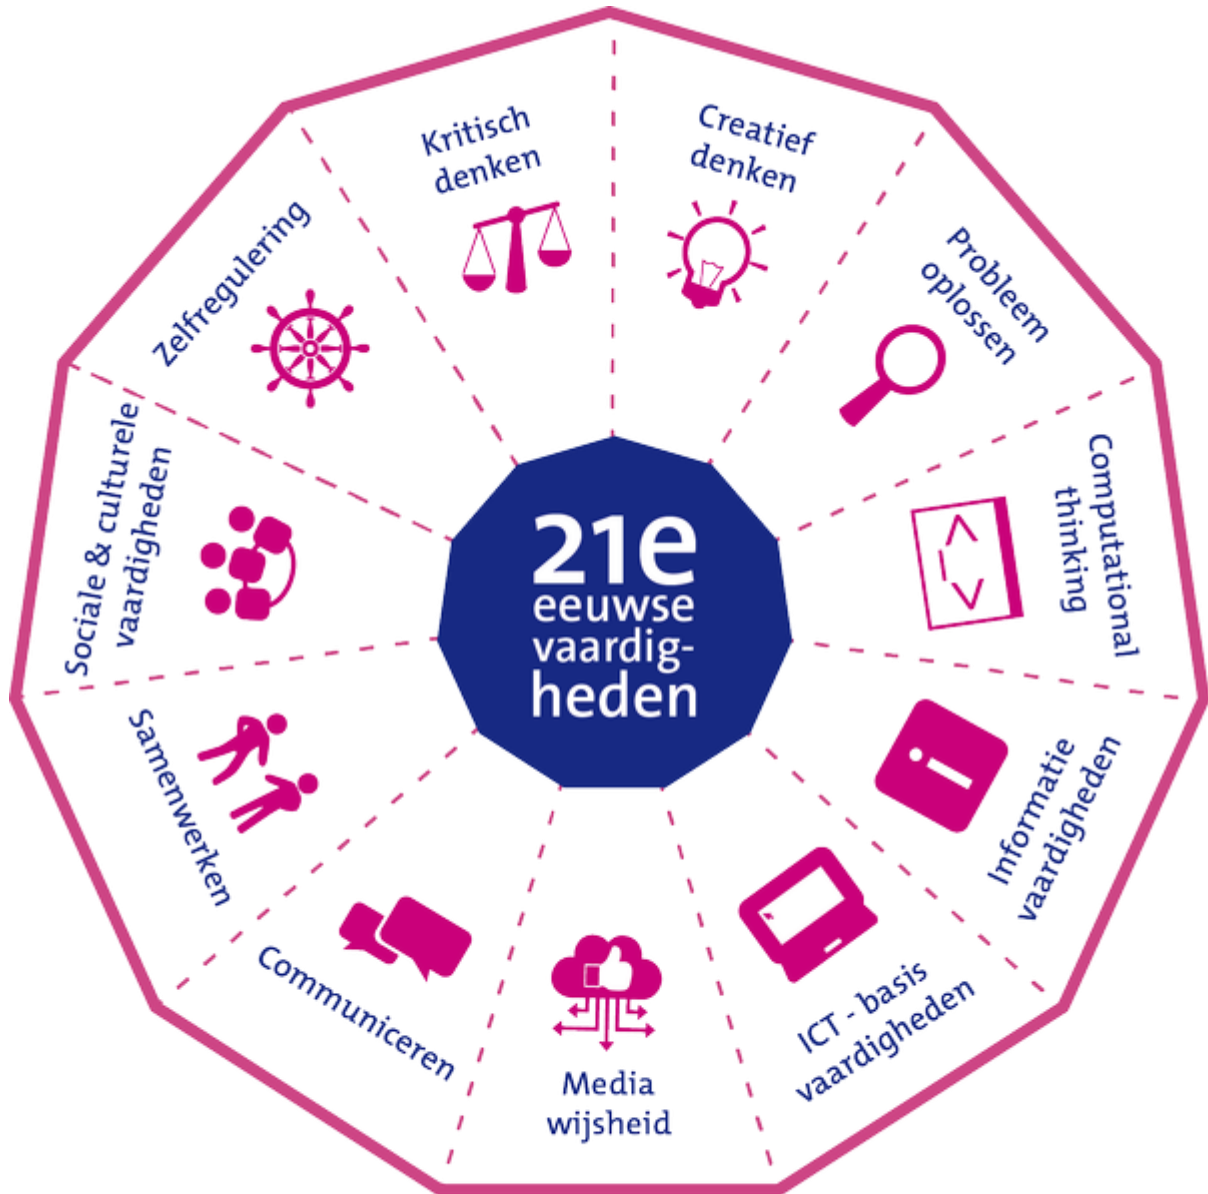 21e
eeuwse
vaardig-
heden
Creatief
denken
Probleem
oplossen
Computational
thinking
Informatie
vaardigheden
ICT - basis
vaardigheden
Media
wijsheid
Communiceren
Samenwerken
Sociale & culturele
vaardigheden
Zelfregulering
Kritisch
denken